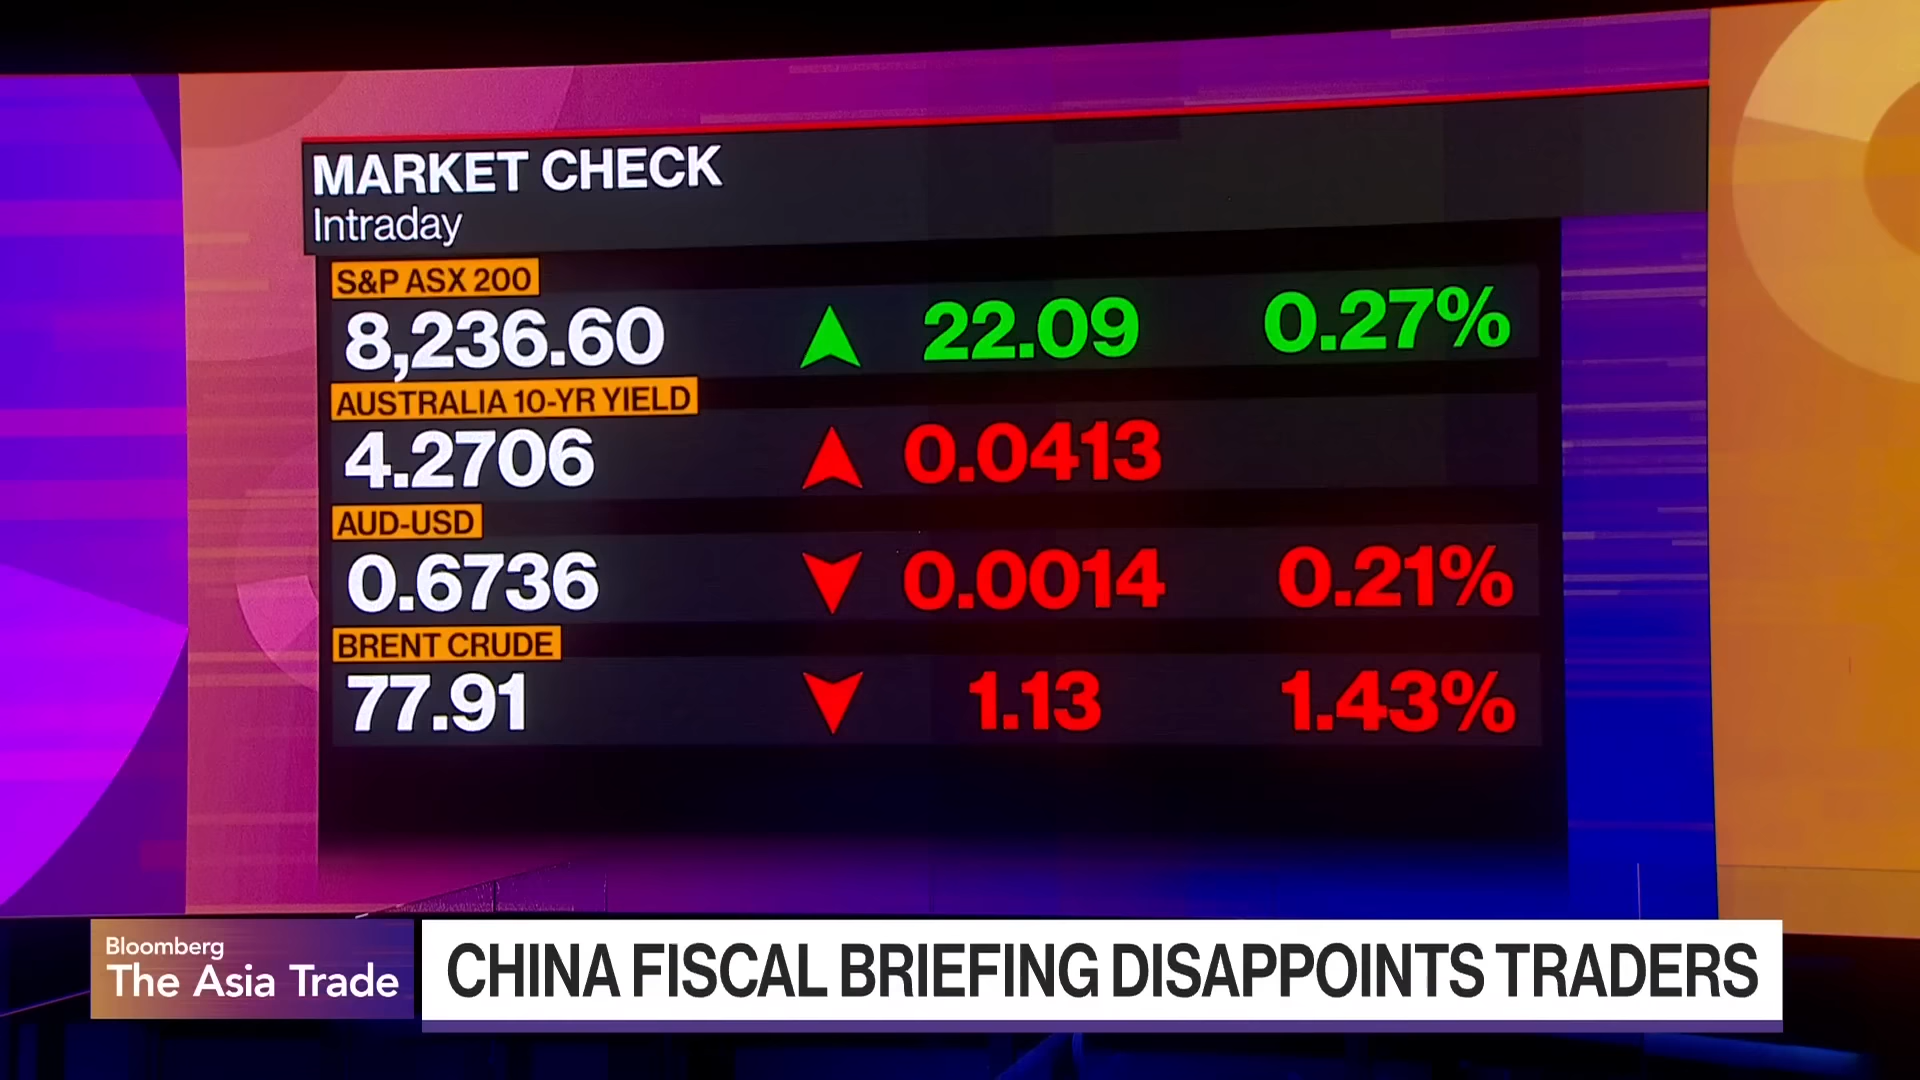 MARKET CHECK
Intraday
S&P ASX 200
8,236.60 22.09 0.27%
AUSTRALIA 10-YR YIELD
4.2706 0.0413
AUD-USD
0.6736 0.0014 0.21%
BRENT CRUDE
77.91 1.13 1.43%
Bloomberg
The Asia Trade
CHINA FISCAL BRIEFING DISAPPOINTS TRADERS